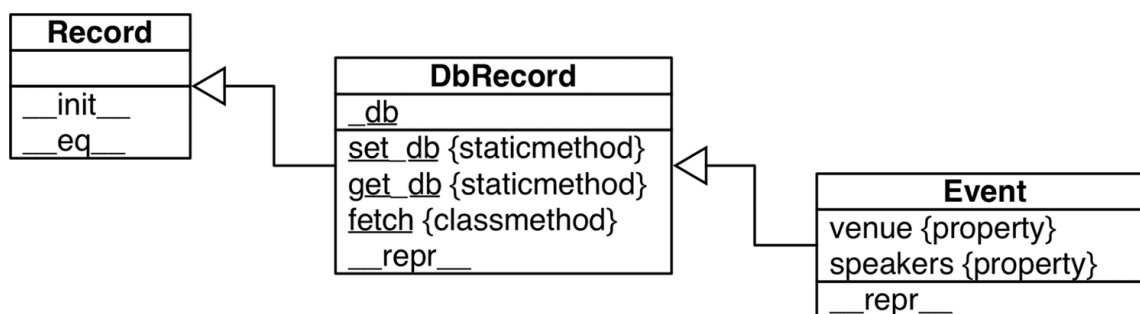 Record
__init__
__eq__
DbRecord
_db
set_db {staticmethod}
get_db {staticmethod}
fetch {classmethod}
__repr__
Event
venue {property}
speakers {property}
__repr__